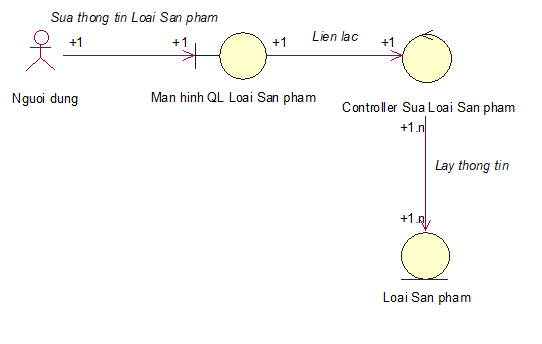 Sua thong tin Loai San pham
+1
+1
+1
Lien lac
+1
Nguoi dung
Man hinh QL Loai San pham
Controller Sua Loai San pham
+1.n
Lay thong tin
+1.n
Loai San pham